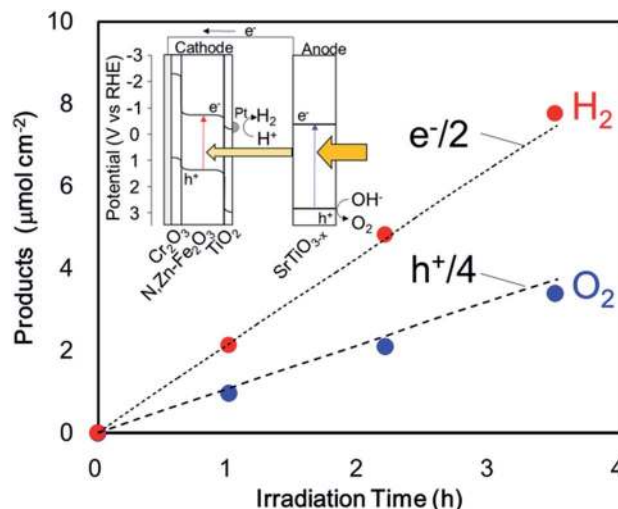 10
8
6
4
2
0
Products (μmol cm⁻²)
0
1
2
3
4
Irradiation Time (h)
e⁻
Cathode
Anode
Potential (V vs RHE)
-3
-2
-1
0
1
2
3
e⁻
Pt
H₂
H⁺
h⁺
e⁻
h⁺
OH⁻
O₂
Cr₂O₃
N,Zn-Fe₂O₃
TiO₂
SrTiO₃₋ₓ
H₂
e⁻/2
h⁺/4
O₂